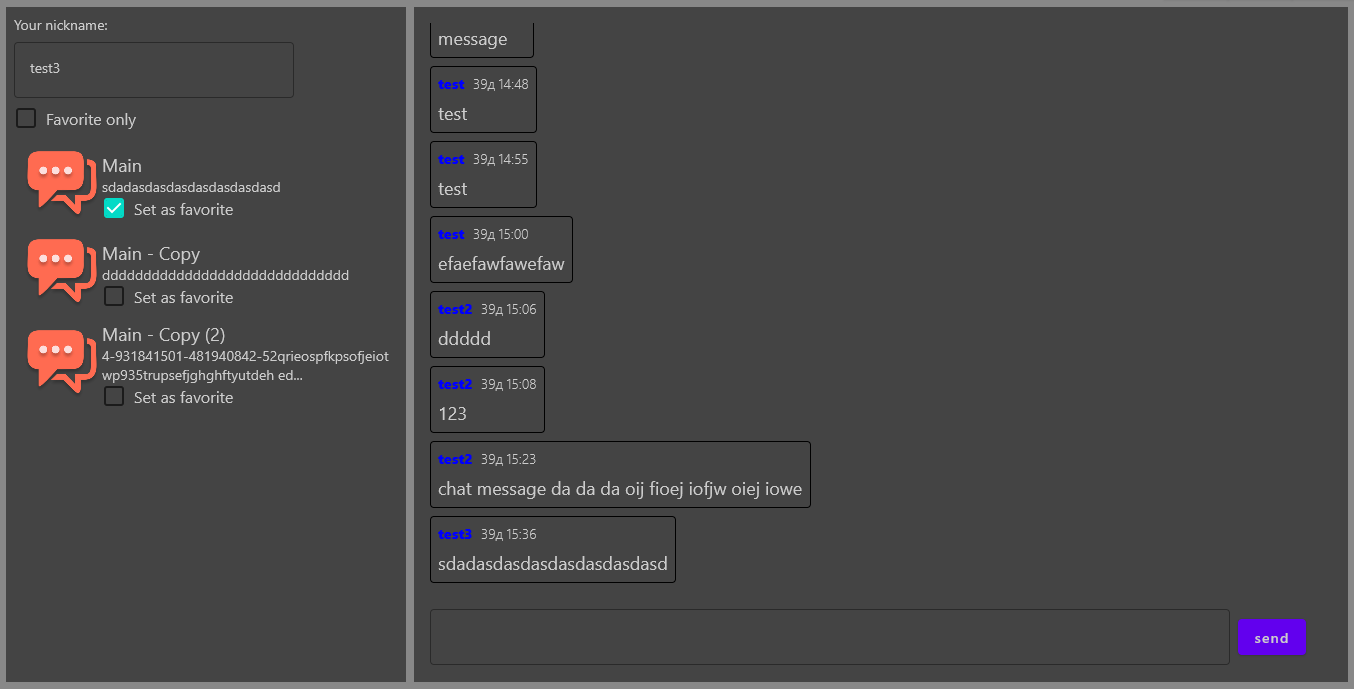 Your nickname:
test3
Favorite only
Main
sdadasdasdasdasdasdasdasd
Set as favorite
Main - Copy
dddddddddddddddddddddddddddddd
Set as favorite
Main - Copy (2)
4-931841501-481940842-52qrieospfkpsofjeiot
wp935trupsefjghghftyutdeh ed...
Set as favorite
message
test 39д 14:48
test
test 39д 14:55
test
test 39д 15:00
efaefawfawefaw
test2 39д 15:06
ddddd
test2 39д 15:08
123
test2 39д 15:23
chat message da da da oij fioej iofjw oiej iowe
test3 39д 15:36
sdadasdasdasdasdasdasdasd
send